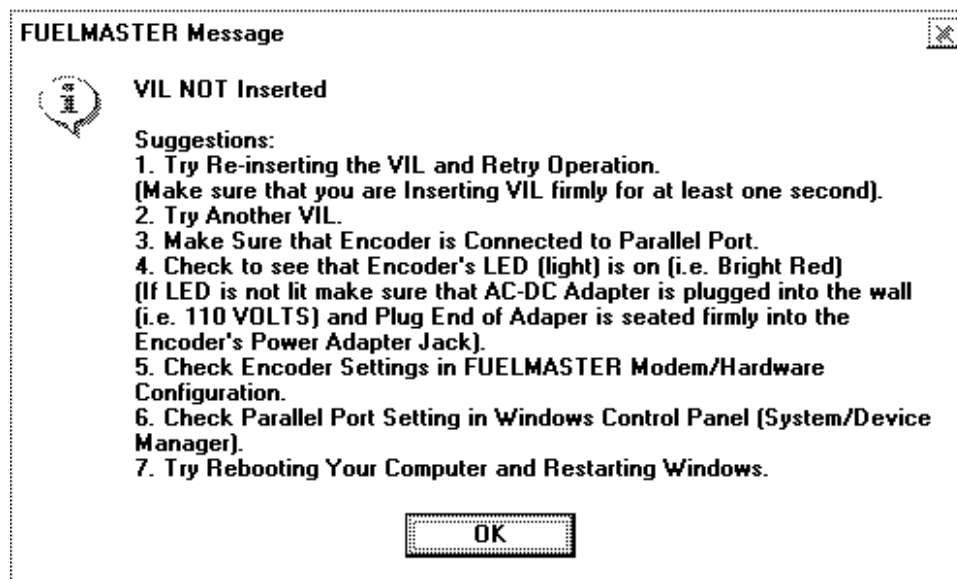 FUELMASTER Message
VIL NOT Inserted
Suggestions:
1. Try Re-inserting the VIL and Retry Operation.
(Make sure that you are Inserting VIL firmly for at least one second).
2. Try Another VIL.
3. Make Sure that Encoder is Connected to Parallel Port.
4. Check to see that Encoder's LED (light) is on (i.e. Bright Red)
(If LED is not lit make sure that AC-DC Adapter is plugged into the wall
(i.e. 110 VOLTS) and Plug End of Adaper is seated firmly into the
Encoder's Power Adapter Jack).
5. Check Encoder Settings in FUELMASTER Modem/Hardware
Configuration.
6. Check Parallel Port Setting in Windows Control Panel (System/Device
Manager).
7. Try Rebooting Your Computer and Restarting Windows.
OK